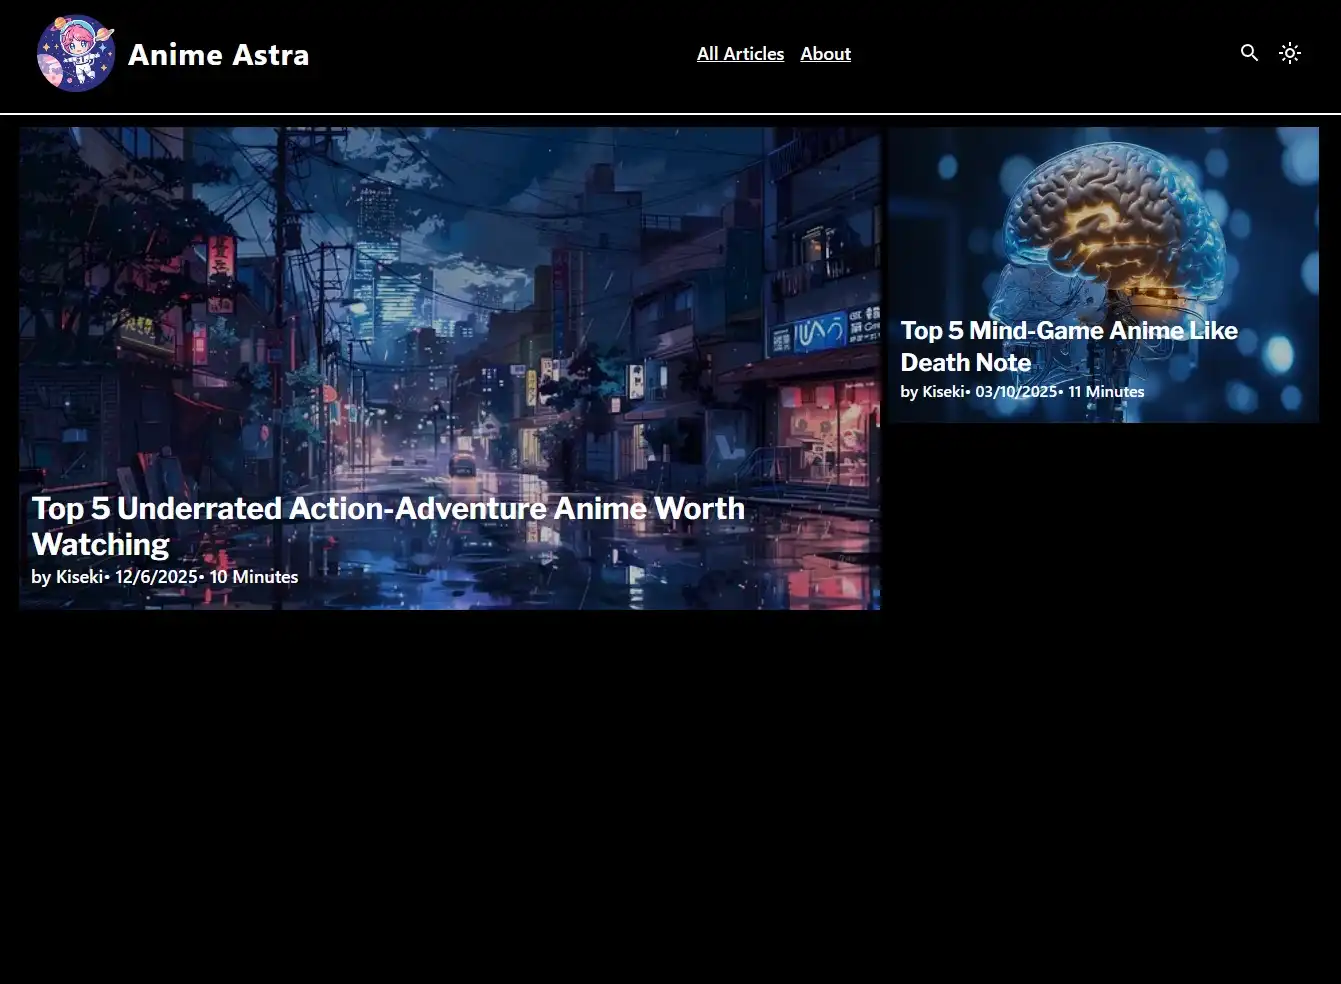 Anime Astra
All Articles About
Top 5 Underrated Action-Adventure Anime Worth
Watching
by Kiseki• 12/6/2025• 10 Minutes
Top 5 Mind-Game Anime Like
Death Note
by Kiseki• 03/10/2025• 11 Minutes